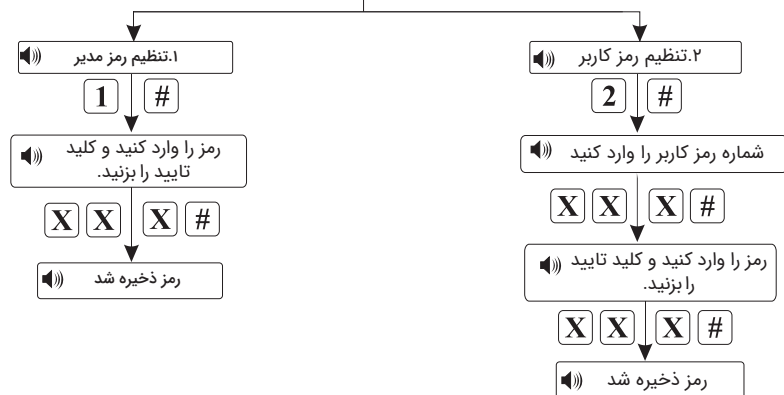 ۱.تنظیم رمز مدیر
1 #
رمز را وارد کنید و کلید
تایید را بزنید.
X X X #
رمز ذخیره شد
۲.تنظیم رمز کاربر
2 #
شماره رمز کاربر را وارد کنید
X X X #
رمز را وارد کنید و کلید تایید
را بزنید.
X X X #
رمز ذخیره شد